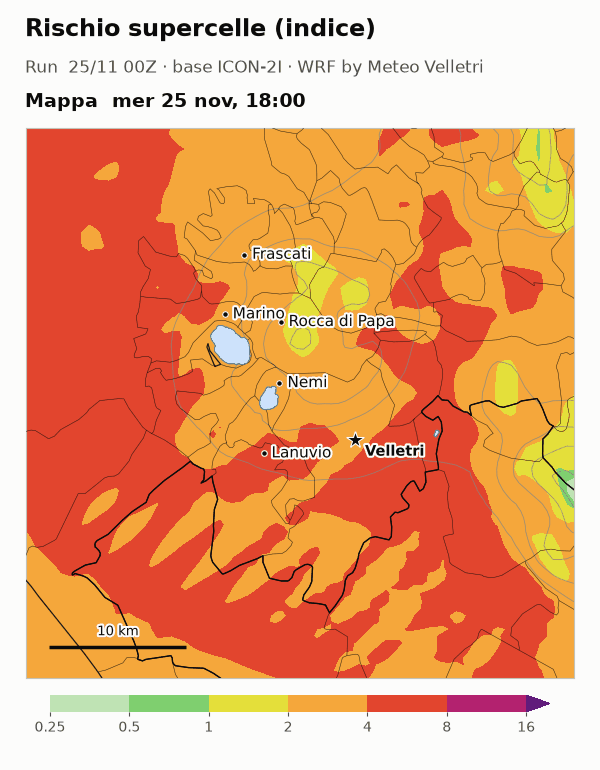 Rischio supercelle (indice)
Run  25/11 00Z · base ICON-2I · WRF by Meteo Velletri
Mappa  mer 25 nov, 18:00
Frascati
Marino
Rocca di Papa
Nemi
Velletri
Lanuvio
10 km
0.25 0.5 1 2 4 8 16